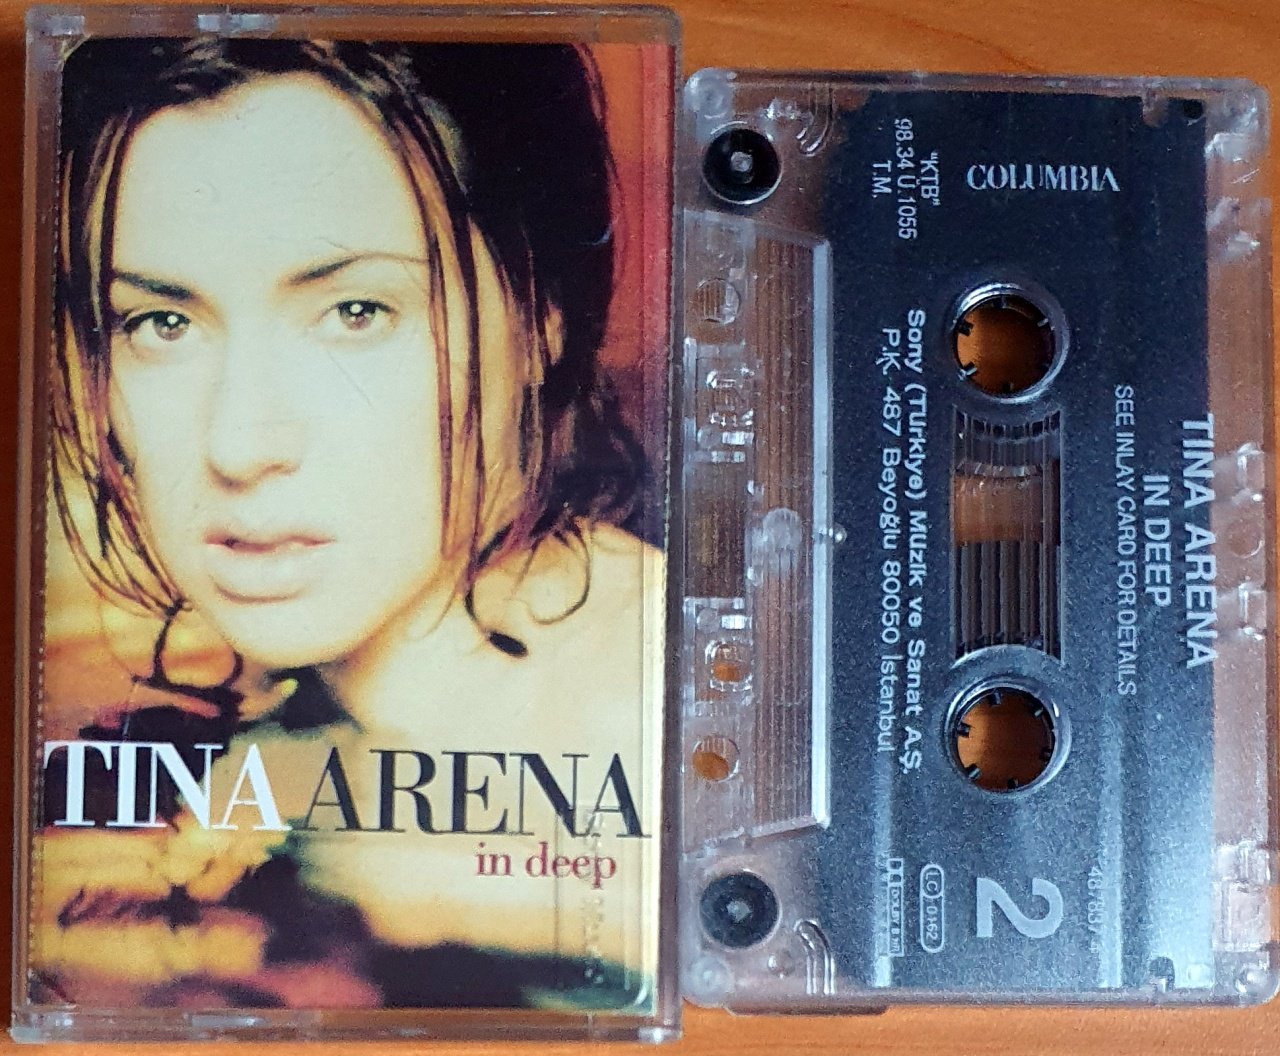 TINA ARENA
in deep
TINA ARENA
IN DEEP
SEE INLAY CARD FOR DETAILS
COLUMBIA
"KTB"
98.34.Ü.1055
T.M.
Sony (Türkiye) Müzik ve Sanat A.Ş.
P.K. 487 Beyoğlu 80050 İstanbul
2
LC 0162